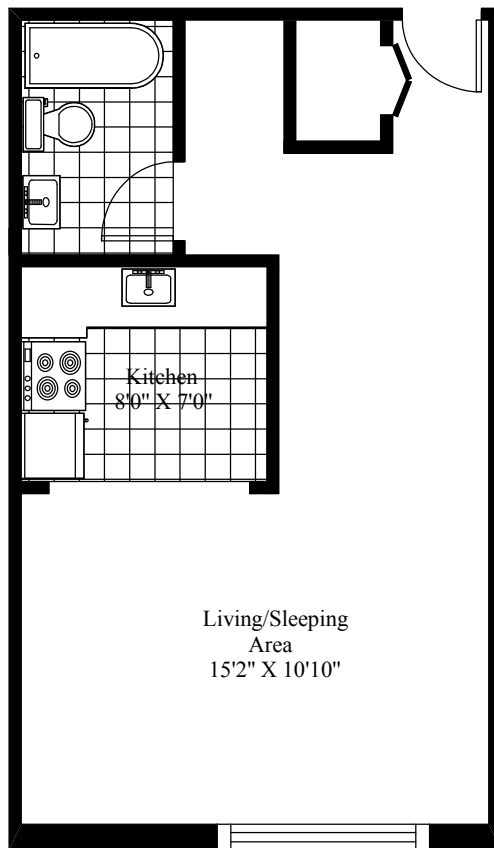 Kitchen
8'0" X 7'0"
Living/Sleeping
Area
15'2" X 10'10"